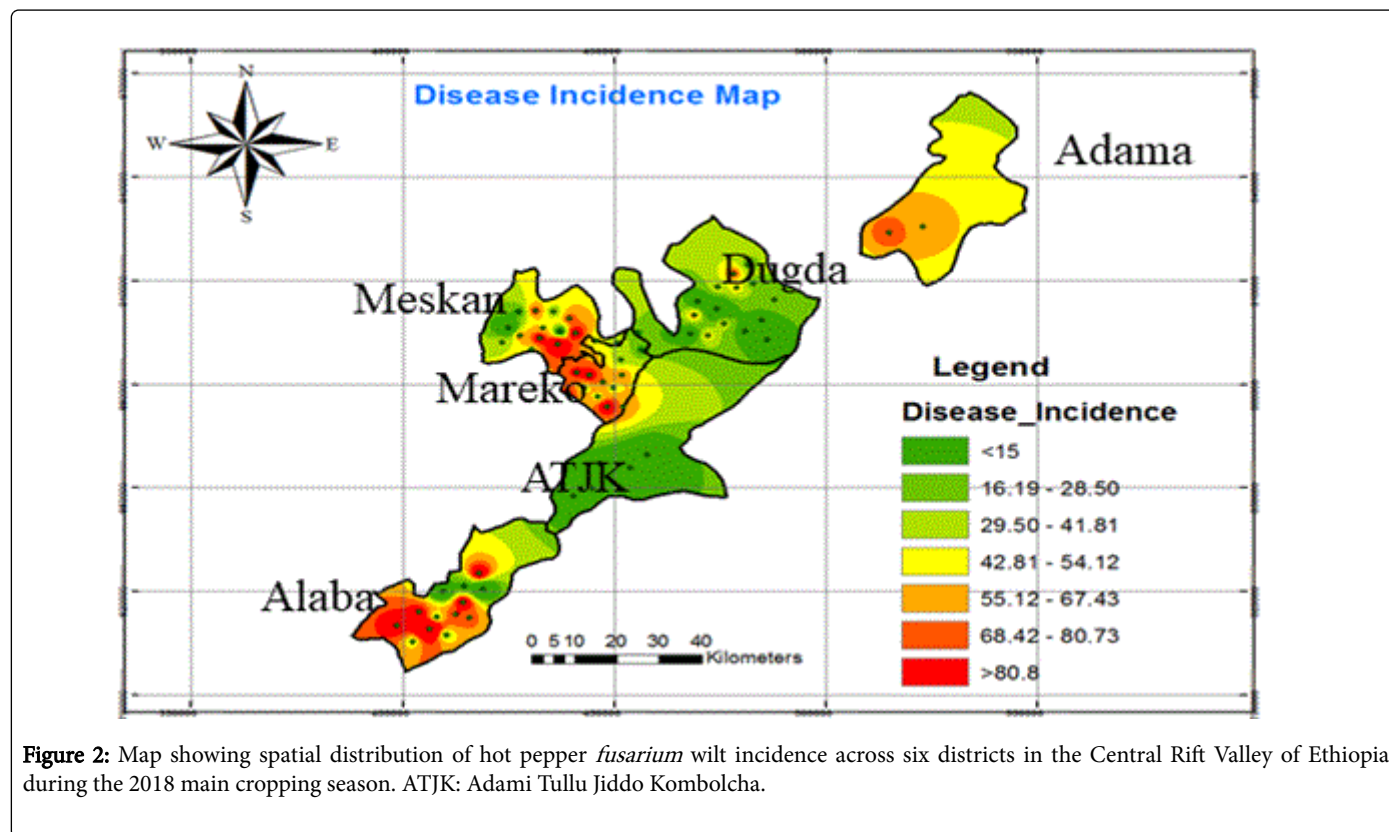 Disease Incidence Map
N
W
E
S
Adama
Dugda
Meskan
Mareko
ATJK
Alaba
Legend
Disease_Incidence
<15
16.19 - 28.50
29.50 - 41.81
42.81 - 54.12
55.12 - 67.43
68.42 - 80.73
>80.8
0 5 10 20 30 40
Kilometers
Figure 2: Map showing spatial distribution of hot pepper fusarium wilt incidence across six districts in the Central Rift Valley of Ethiopia
during the 2018 main cropping season. ATJK: Adami Tullu Jiddo Kombolcha.